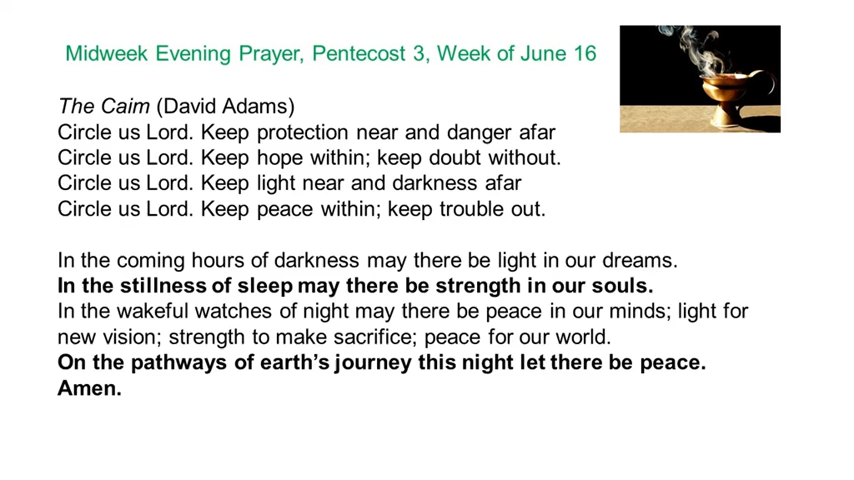 Midweek Evening Prayer, Pentecost 3, Week of June 16
The Caim (David Adams)
Circle us Lord. Keep protection near and danger afar
Circle us Lord. Keep hope within; keep doubt without.
Circle us Lord. Keep light near and darkness afar
Circle us Lord. Keep peace within; keep trouble out.
In the coming hours of darkness may there be light in our dreams.
In the stillness of sleep may there be strength in our souls.
In the wakeful watches of night may there be peace in our minds; light for
new vision; strength to make sacrifice; peace for our world.
On the pathways of earth’s journey this night let there be peace.
Amen.